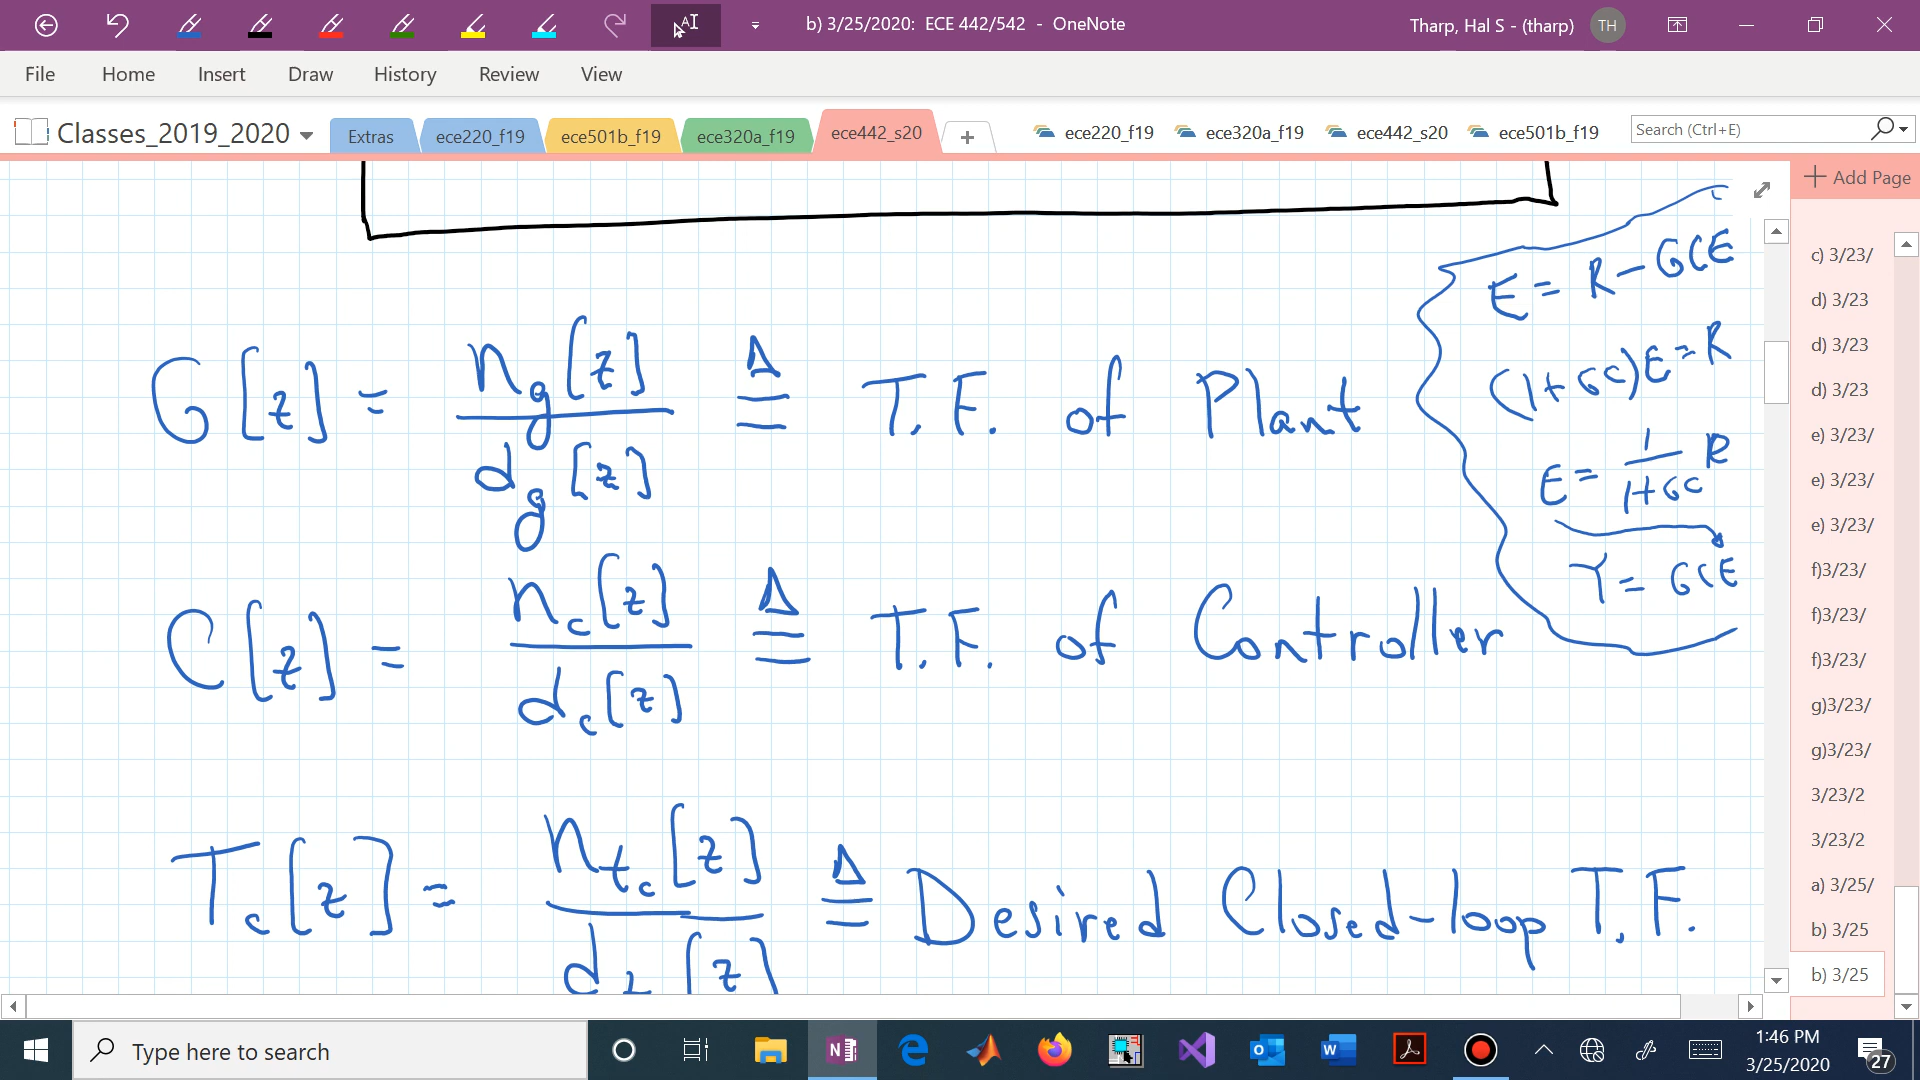 b) 3/25/2020: ECE 442/542 - OneNote
Tharp, Hal S - (tharp)
TH
File Home Insert Draw History Review View
Classes_2019_2020
Extras ece220_f19 ece501b_f19 ece320a_f19 ece442_s20 +
ece220_f19 ece320a_f19 ece442_s20 ece501b_f19
Search (Ctrl+E)
Add Page
E = R - GCE
(1+GC)E = R
E = 1/(1+GC) R
Y = GCE
G[z] = n_g[z] / d_g[z] ≜ T.F. of Plant
C[z] = n_c[z] / d_c[z] ≜ T.F. of Controller
T_c[z] = n_tc[z] / d_t[z] ≜ Desired Closed-loop T.F.
c) 3/23/
d) 3/23
d) 3/23
d) 3/23
e) 3/23/
e) 3/23/
e) 3/23/
f)3/23/
f)3/23/
f)3/23/
g)3/23/
g)3/23/
3/23/2
3/23/2
a) 3/25/
b) 3/25
b) 3/25
Type here to search
1:46 PM
3/25/2020
27